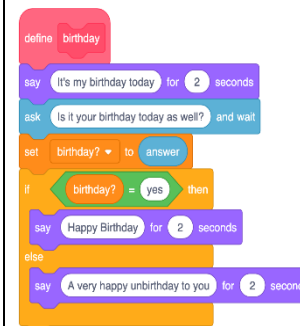 define birthday
say It's my birthday today for 2 seconds
ask Is it your birthday today as well? and wait
set birthday? to answer
if birthday? = yes then
say Happy Birthday for 2 seconds
else
say A very happy unbirthday to you for 2 secon